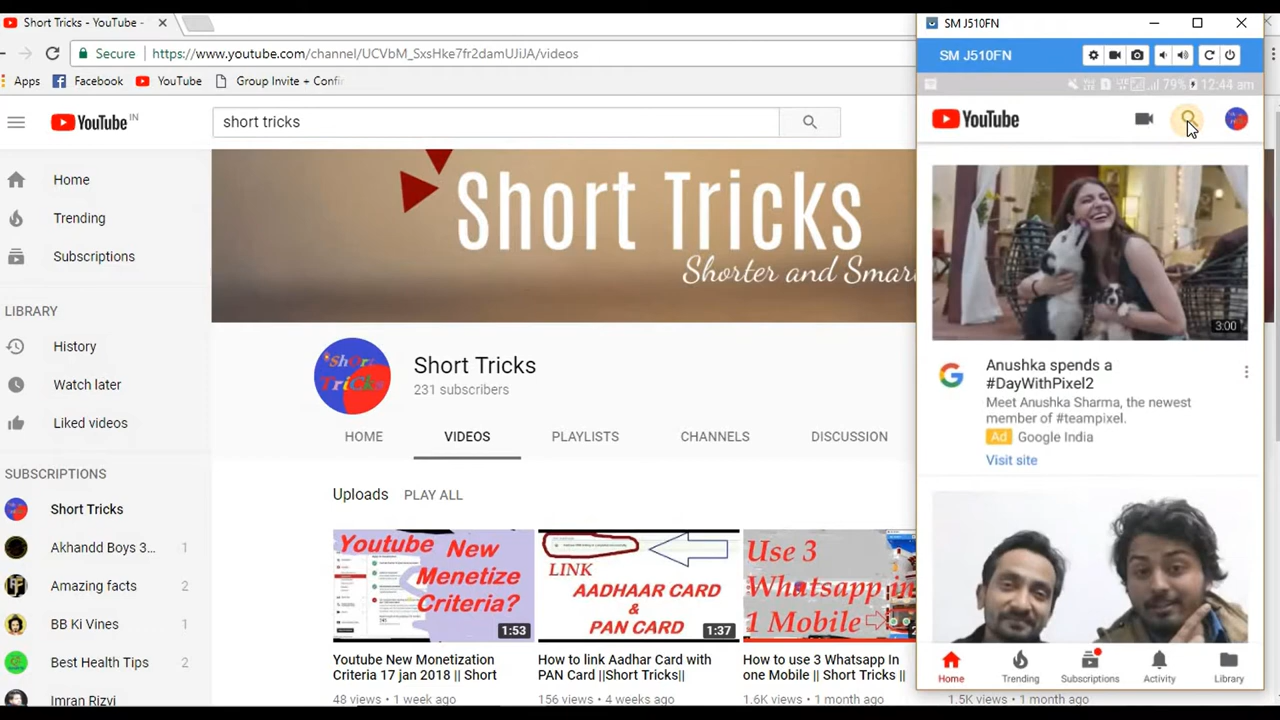 Short Tricks - YouTube -
Secure https://www.youtube.com/channel/UCVbM_SxsHke7fr2damUJiJA/videos
Apps Facebook YouTube Group Invite + Confir
YouTube IN
short tricks
Home
Trending
Subscriptions
LIBRARY
History
Watch later
Liked videos
SUBSCRIPTIONS
Short Tricks
Akhandd Boys 3... 1
Amazing facts 2
BB Ki Vines 1
Best Health Tips 2
Imran Rizvi
Short Tricks
Shorter and Smar
ShOrt
TriCks
Short Tricks
231 subscribers
HOME VIDEOS PLAYLISTS CHANNELS DISCUSSION
Uploads PLAY ALL
Youtube New
Menetize
Criteria?
1:53
Youtube New Monetization
Criteria 17 jan 2018 || Short
48 views • 1 week ago
LINK
AADHAAR CARD
&
PAN CARD
1:37
How to link Aadhar Card with
PAN Card ||Short Tricks||
156 views • 4 weeks ago
Use 3
Whatsapp in
1 Mobile
How to use 3 Whatsapp In
one Mobile || Short Tricks ||
1.6K views • 1 month ago
1.5K views • 1 month ago
SM J510FN
SM J510FN
79% 12:44 am
YouTube
3:00
Anushka spends a
#DayWithPixel2
Meet Anushka Sharma, the newest
member of #teampixel.
Ad Google India
Visit site
Home Trending Subscriptions Activity Library